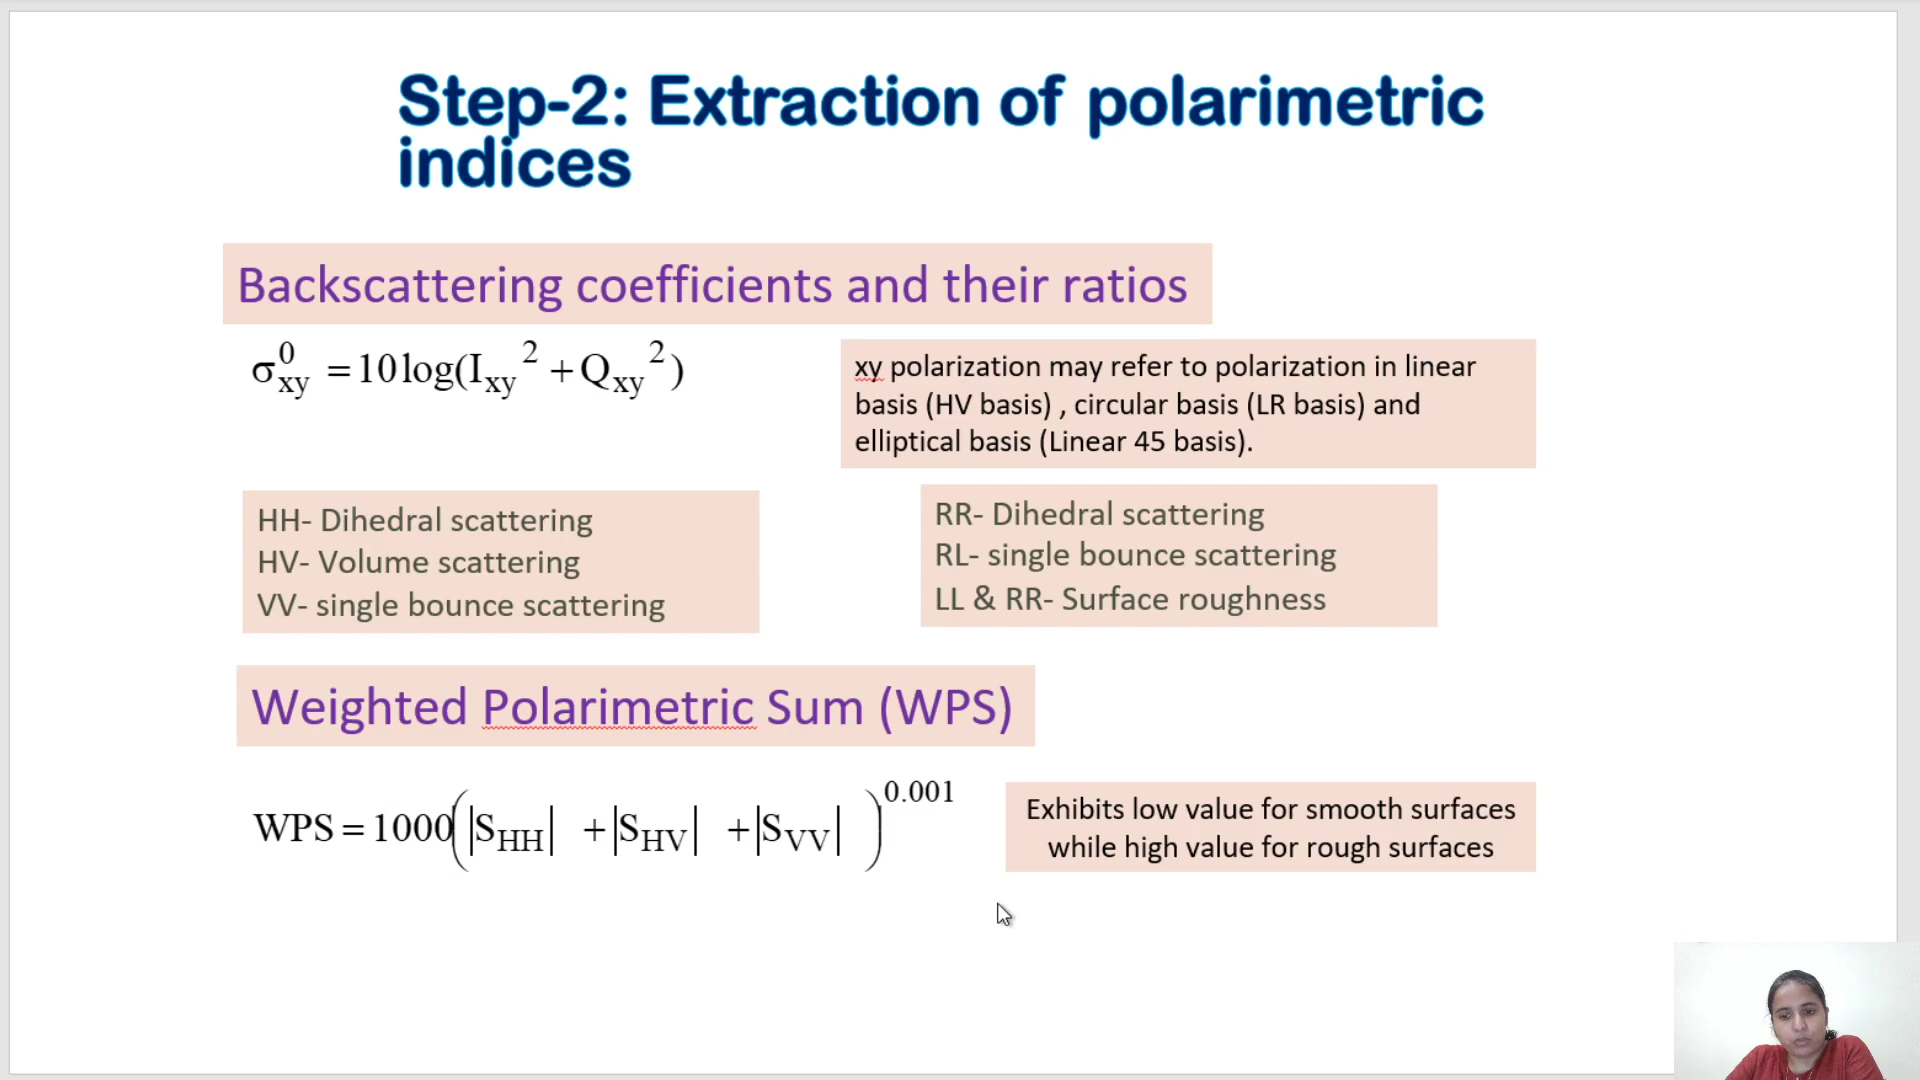 Step-2: Extraction of polarimetric
indices
Backscattering coefficients and their ratios
σ⁰xy = 10 log(Ixy² + Qxy²)
xy polarization may refer to polarization in linear
basis (HV basis) , circular basis (LR basis) and
elliptical basis (Linear 45 basis).
HH- Dihedral scattering
HV- Volume scattering
VV- single bounce scattering
RR- Dihedral scattering
RL- single bounce scattering
LL & RR- Surface roughness
Weighted Polarimetric Sum (WPS)
WPS = 1000(|SHH| + |SHV| + |SVV|)^0.001
Exhibits low value for smooth surfaces
while high value for rough surfaces